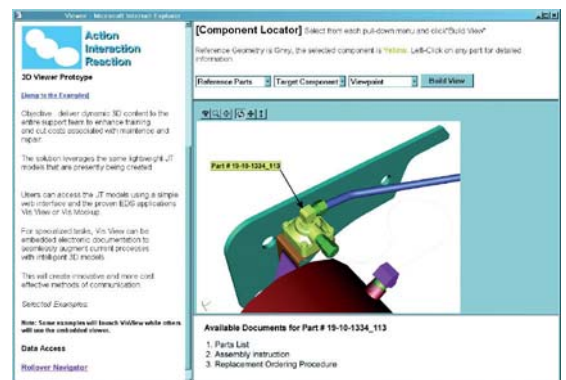 Viewer - Microsoft Internet Explorer
Action
Interaction
Reaction
3D Viewer Protoype
[Jump to the Examples]
Objective: deliver dynamic 3D content to the
entire support team to enhance training
and cut costs associated with maintence and
repair.
The solution leverages the same lightweight JT
models that are presently being created
Users can access the JT models using a simple
web interface and the proven EDS applications
Vis View or Vis Mockup.
For specialized tasks, Vis View can be
embedded electronic documentation to
seamlessly augment current processes
with intelligent 3D models
This will create innovative and more cost
effective methods of communication.
Selected Examples:
Note: Some examples will launch VisView while others
will use the embedded viewer.
Data Access
Rollover Navigator
[Component Locator] Select from each pull-down menu and click "Build View"
Reference Geometry is Grey, the selected component is Yellow. Left-Click on any part for detailed
information
Reference Parts
Target Component
Viewpoint
Build View
Part # 19-10-1334_113
Available Documents for Part # 19-10-1334_113
1. Parts List
2. Assembly instruction
3. Replacement Ordering Procedure